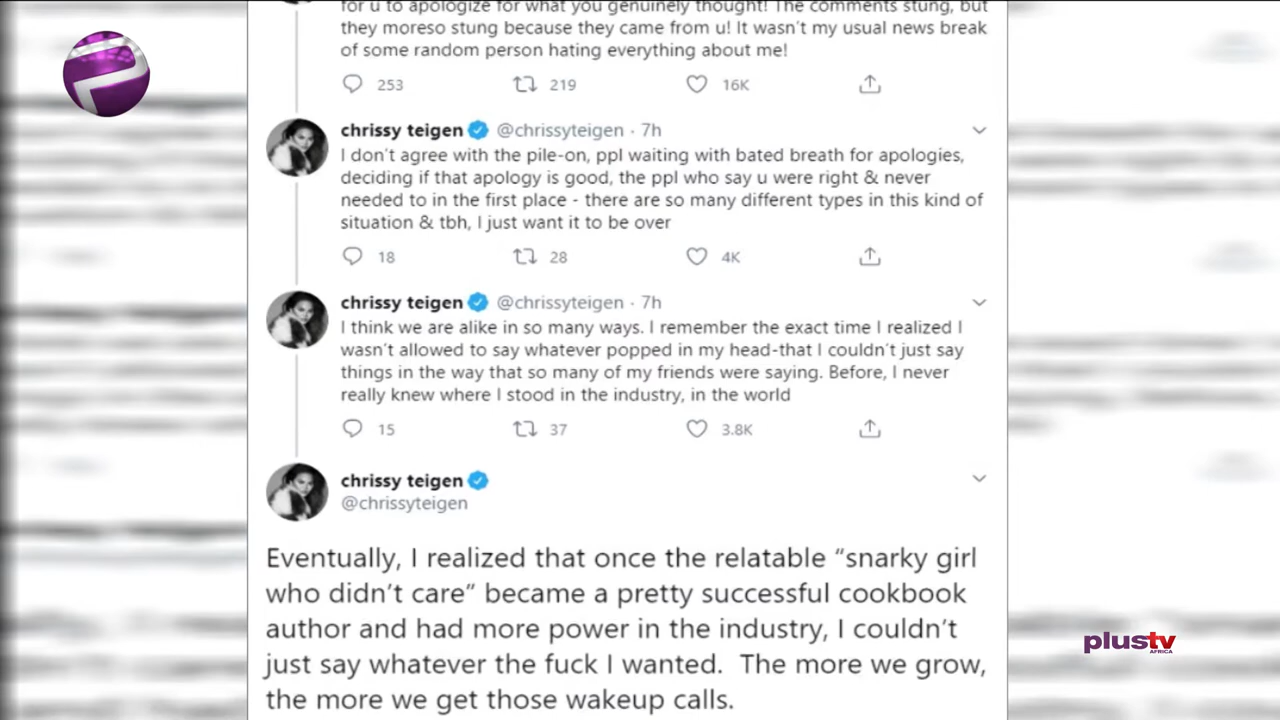 for u to apologize for what you genuinely thought! The comments stung, but
they moreso stung because they came from u! It wasn't my usual news break
of some random person hating everything about me!
253 219 16K
chrissy teigen @chrissyteigen · 7h
I don't agree with the pile-on, ppl waiting with bated breath for apologies,
deciding if that apology is good, the ppl who say u were right & never
needed to in the first place - there are so many different types in this kind of
situation & tbh, I just want it to be over
18 28 4K
chrissy teigen @chrissyteigen · 7h
I think we are alike in so many ways. I remember the exact time I realized I
wasn't allowed to say whatever popped in my head-that I couldn't just say
things in the way that so many of my friends were saying. Before, I never
really knew where I stood in the industry, in the world
15 37 3.8K
chrissy teigen
@chrissyteigen
Eventually, I realized that once the relatable “snarky girl
who didn't care” became a pretty successful cookbook
author and had more power in the industry, I couldn't
just say whatever the fuck I wanted.  The more we grow,
the more we get those wakeup calls.
plustv
AFRICA